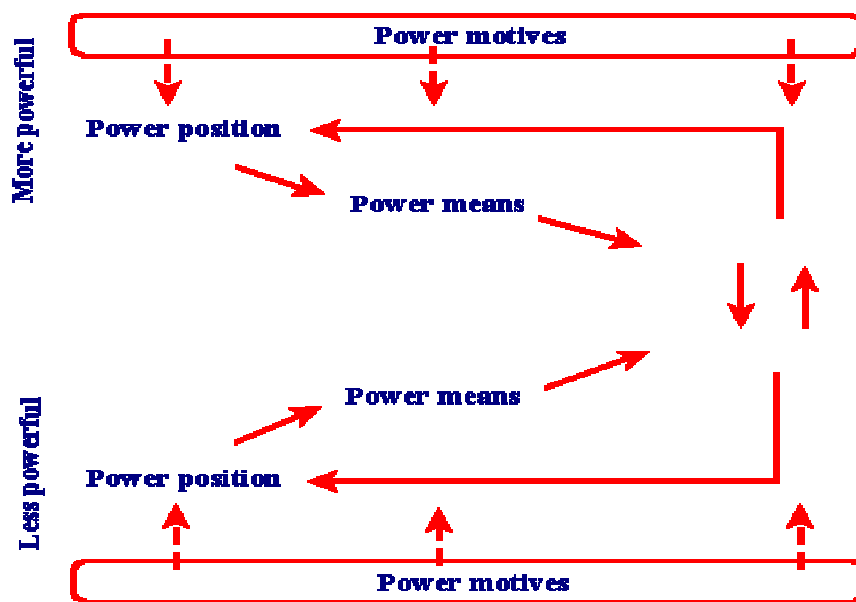 Power motives
More powerful
Power position
Power means
Power means
Less powerful
Power position
Power motives